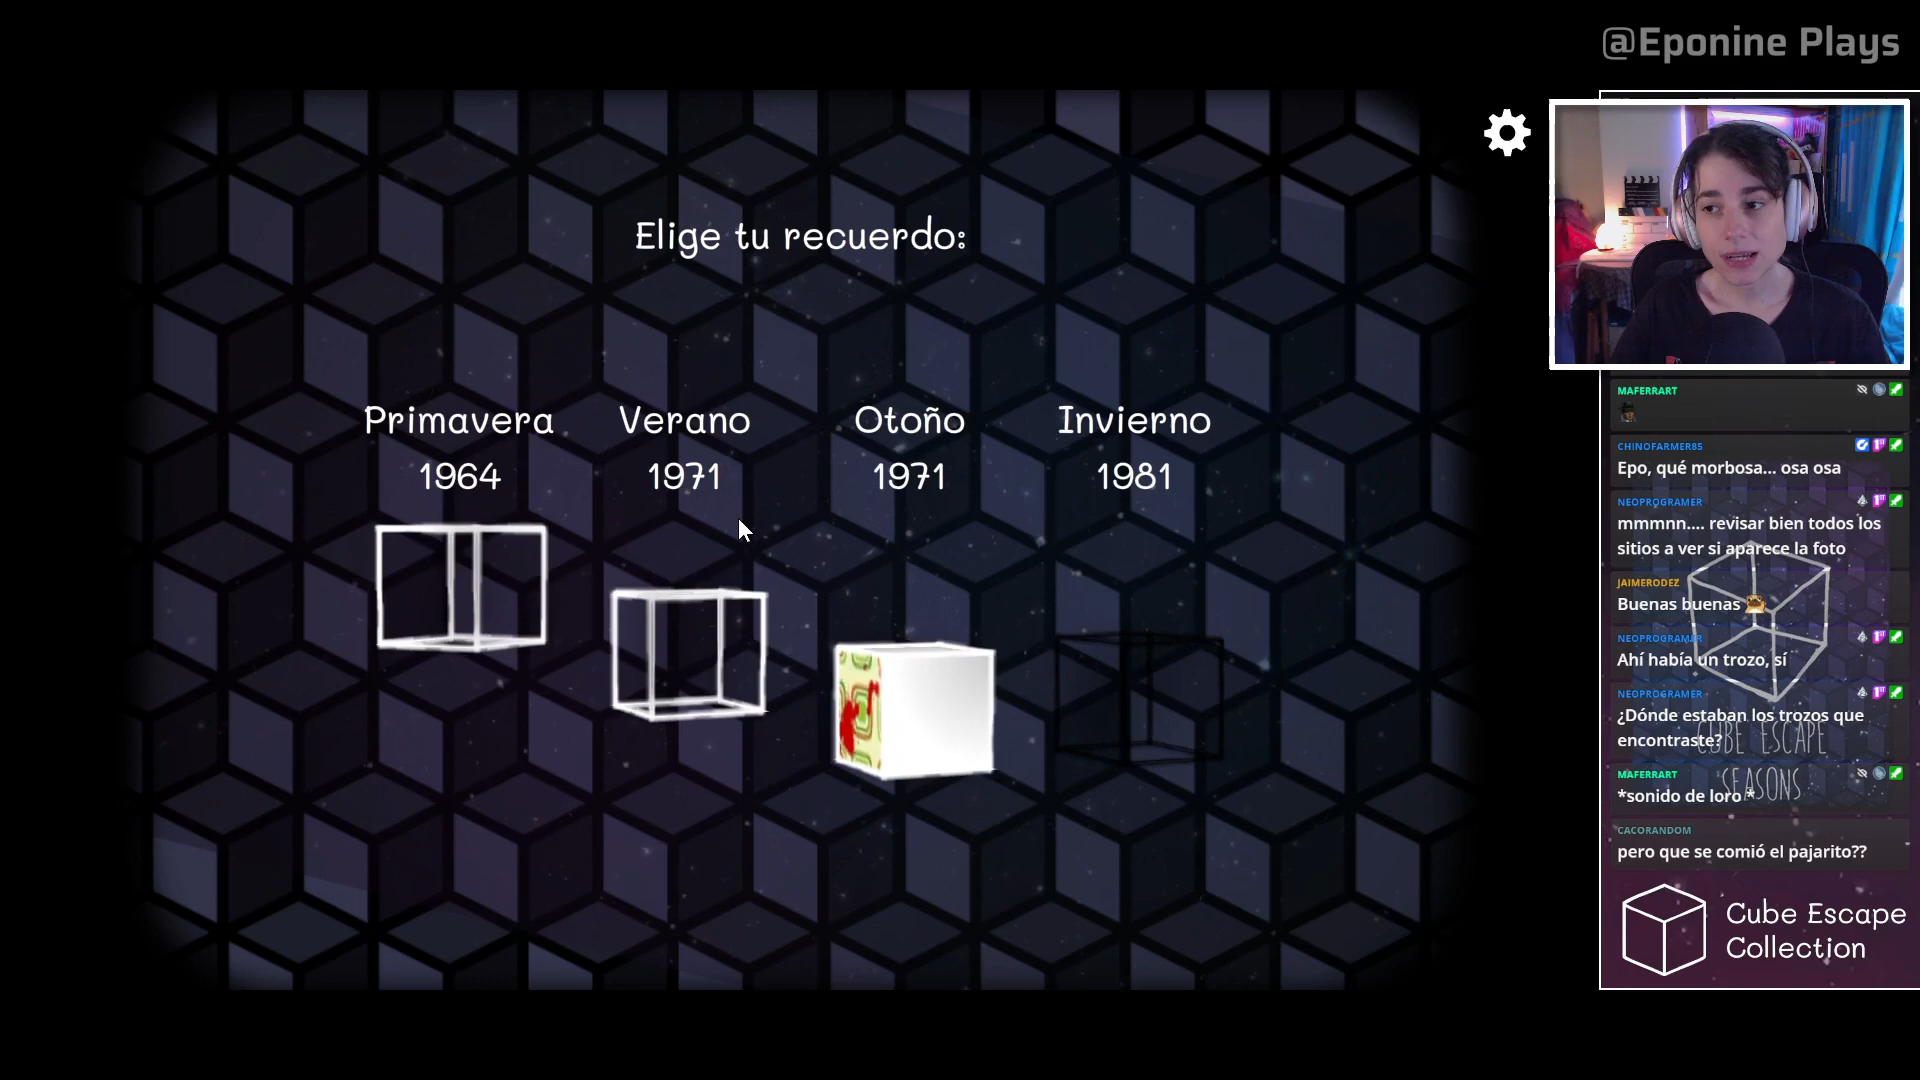 @Eponine Plays
Elige tu recuerdo:
Primavera
1964
Verano
1971
Otoño
1971
Invierno
1981
MAFERRART
CHINOFARMER85
Epo, qué morbosa... osa osa
NEOPROGRAMER
mmmnn.... revisar bien todos los
sitios a ver si aparece la foto
JAIMERODEZ
Buenas buenas
NEOPROGRAMER
Ahí había un trozo, sí
NEOPROGRAMER
¿Dónde estaban los trozos que
encontraste?
CUBE ESCAPE
SEASONS
MAFERRART
*sonido de loro *
CACORANDOM
pero que se comió el pajarito??
Cube Escape
Collection